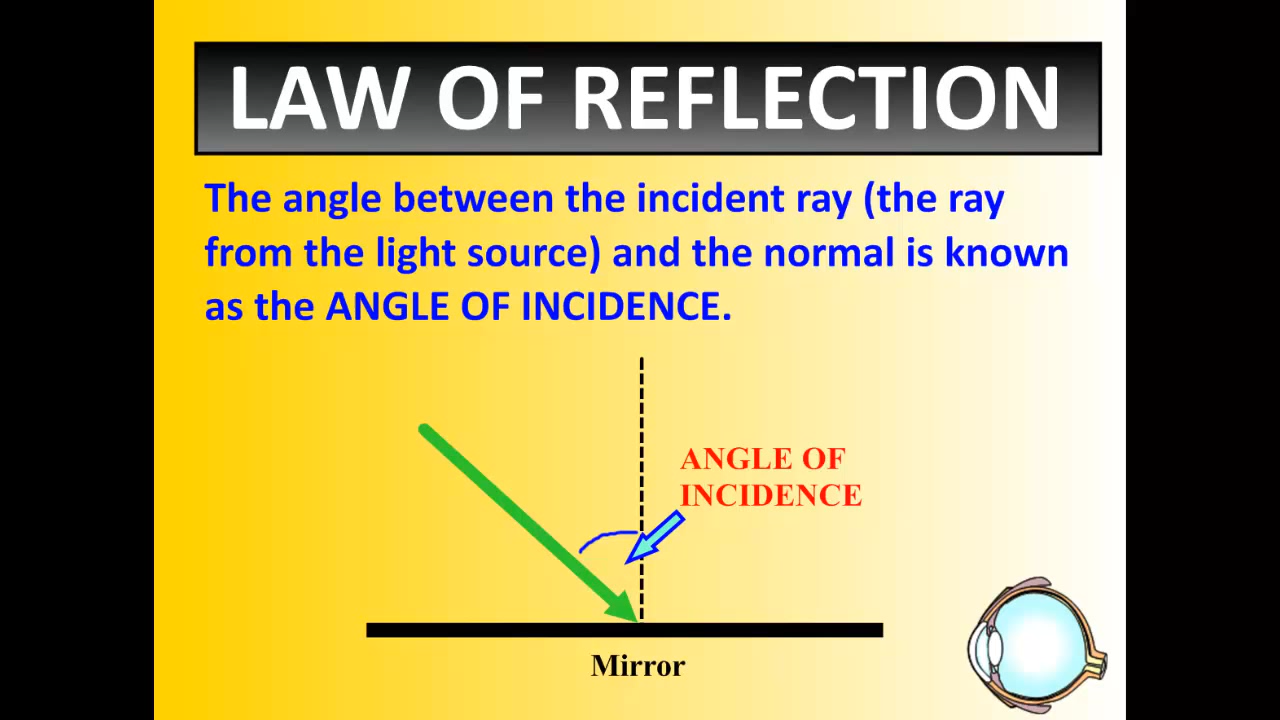 LAW OF REFLECTION
The angle between the incident ray (the ray
from the light source) and the normal is known
as the ANGLE OF INCIDENCE.
ANGLE OF
INCIDENCE
Mirror